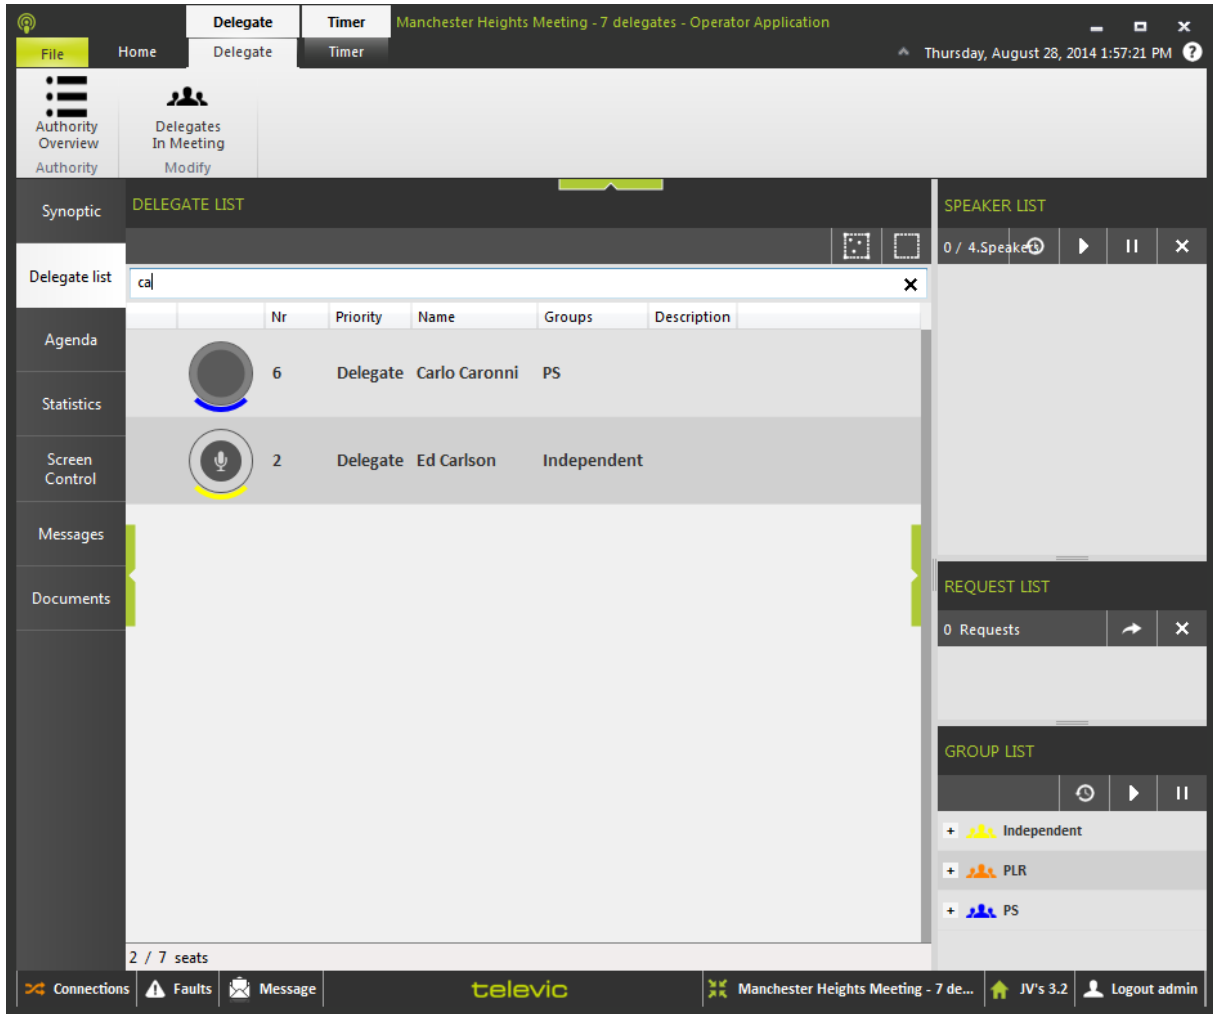 Delegate Timer Manchester Heights Meeting - 7 delegates - Operator Application
File Home Delegate Timer Thursday, August 28, 2014 1:57:21 PM ?
Authority
Overview
Authority
Delegates
In Meeting
Modify
Synoptic
Delegate list
Agenda
Statistics
Screen
Control
Messages
Documents
DELEGATE LIST
ca
Nr Priority Name Groups Description
6 Delegate Carlo Caronni PS
2 Delegate Ed Carlson Independent
2 / 7 seats
SPEAKER LIST
0 / 4.Speakers
REQUEST LIST
0 Requests
GROUP LIST
+ Independent
+ PLR
+ PS
Connections Faults Message televic Manchester Heights Meeting - 7 de... JV's 3.2 Logout admin